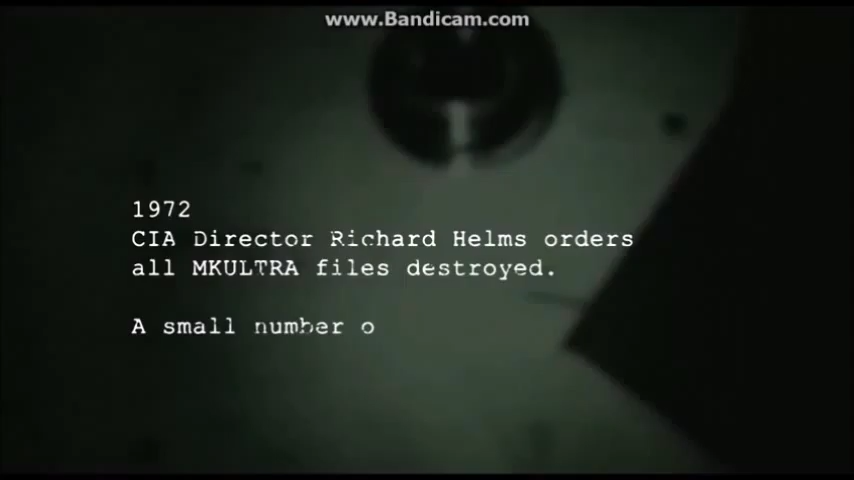 www.Bandicam.com
1972
CIA Director Richard Helms orders
all MKULTRA files destroyed.
A small number o